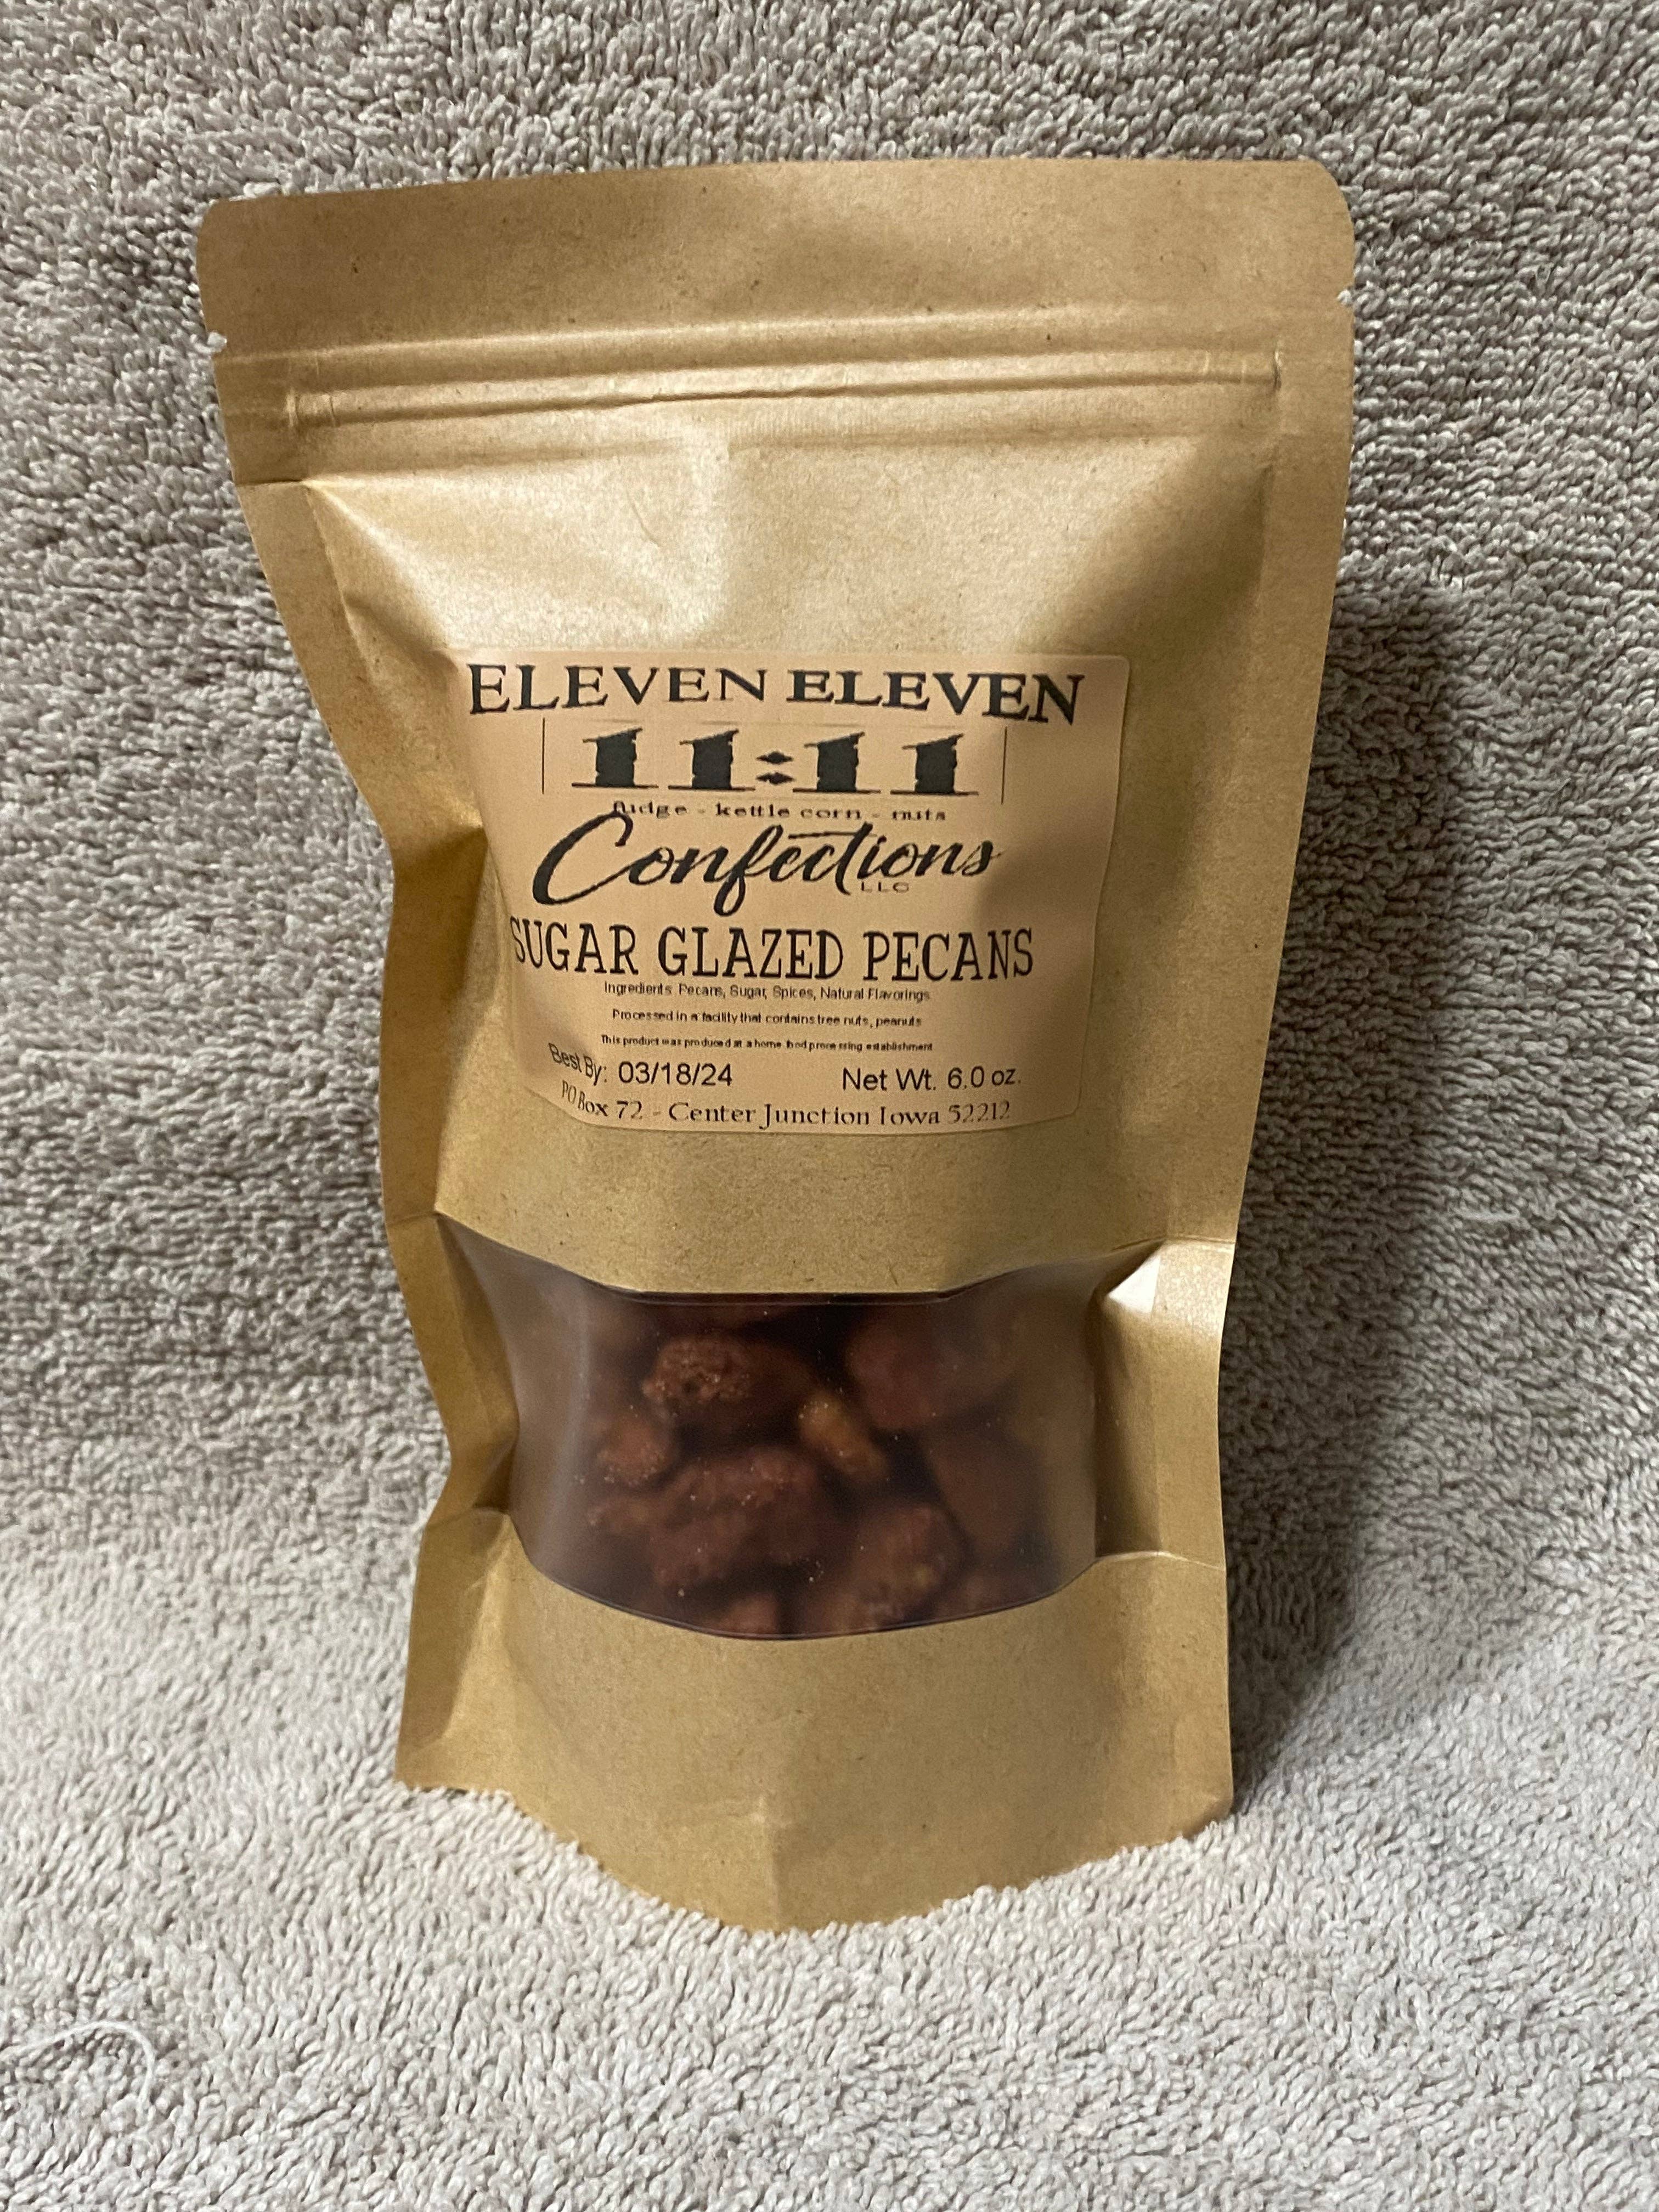 ELEVEN ELEVEN
11:11
fudge - kettle corn - nuts
Confections
LLC
SUGAR GLAZED PECANS
Ingredients: Pecans, Sugar, Spices, Natural Flavorings
Processed in a facility that contains tree nuts, peanuts
This product was produced at a home food processing establishment
Best By: 03/18/24 Net Wt. 6.0 oz.
PO Box 72 - Center Junction Iowa 52212